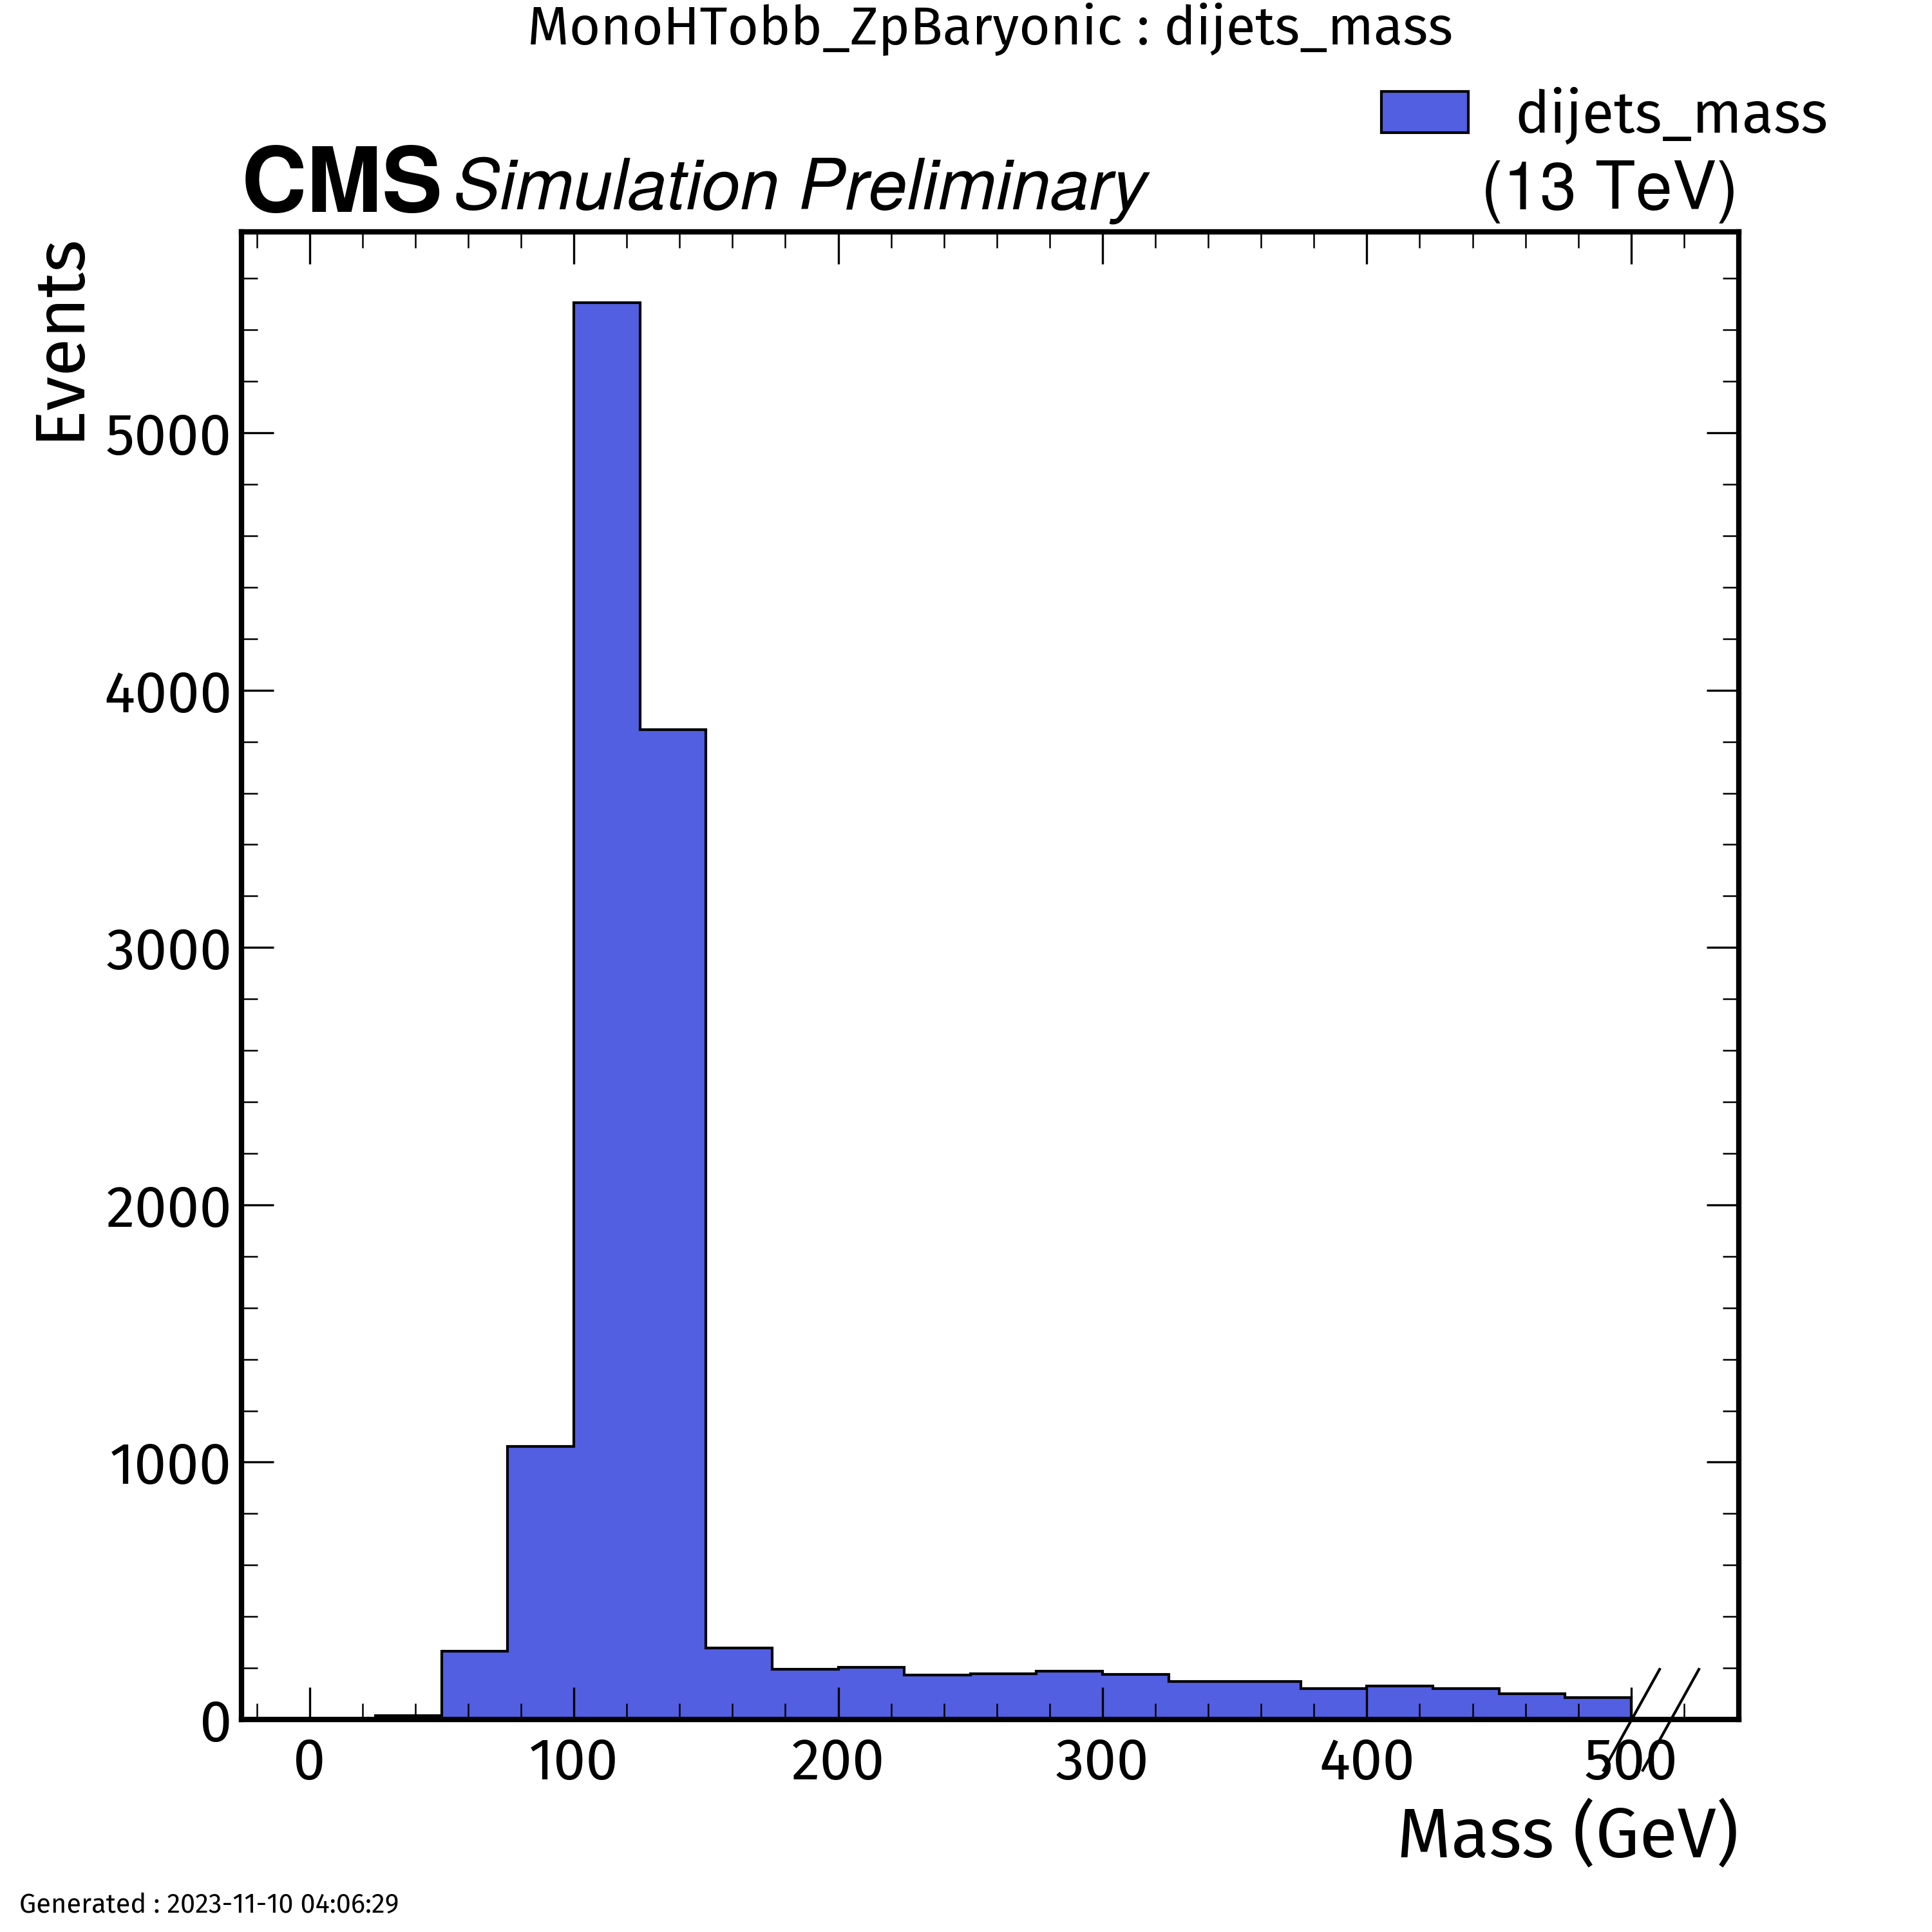 MonoHTobb_ZpBaryonic : dijets_mass
dijets_mass
CMS Simulation Preliminary (13 TeV)
Events
5000
4000
3000
2000
1000
0
0 100 200 300 400 500
Mass (GeV)
Generated : 2023-11-10 04:06:29